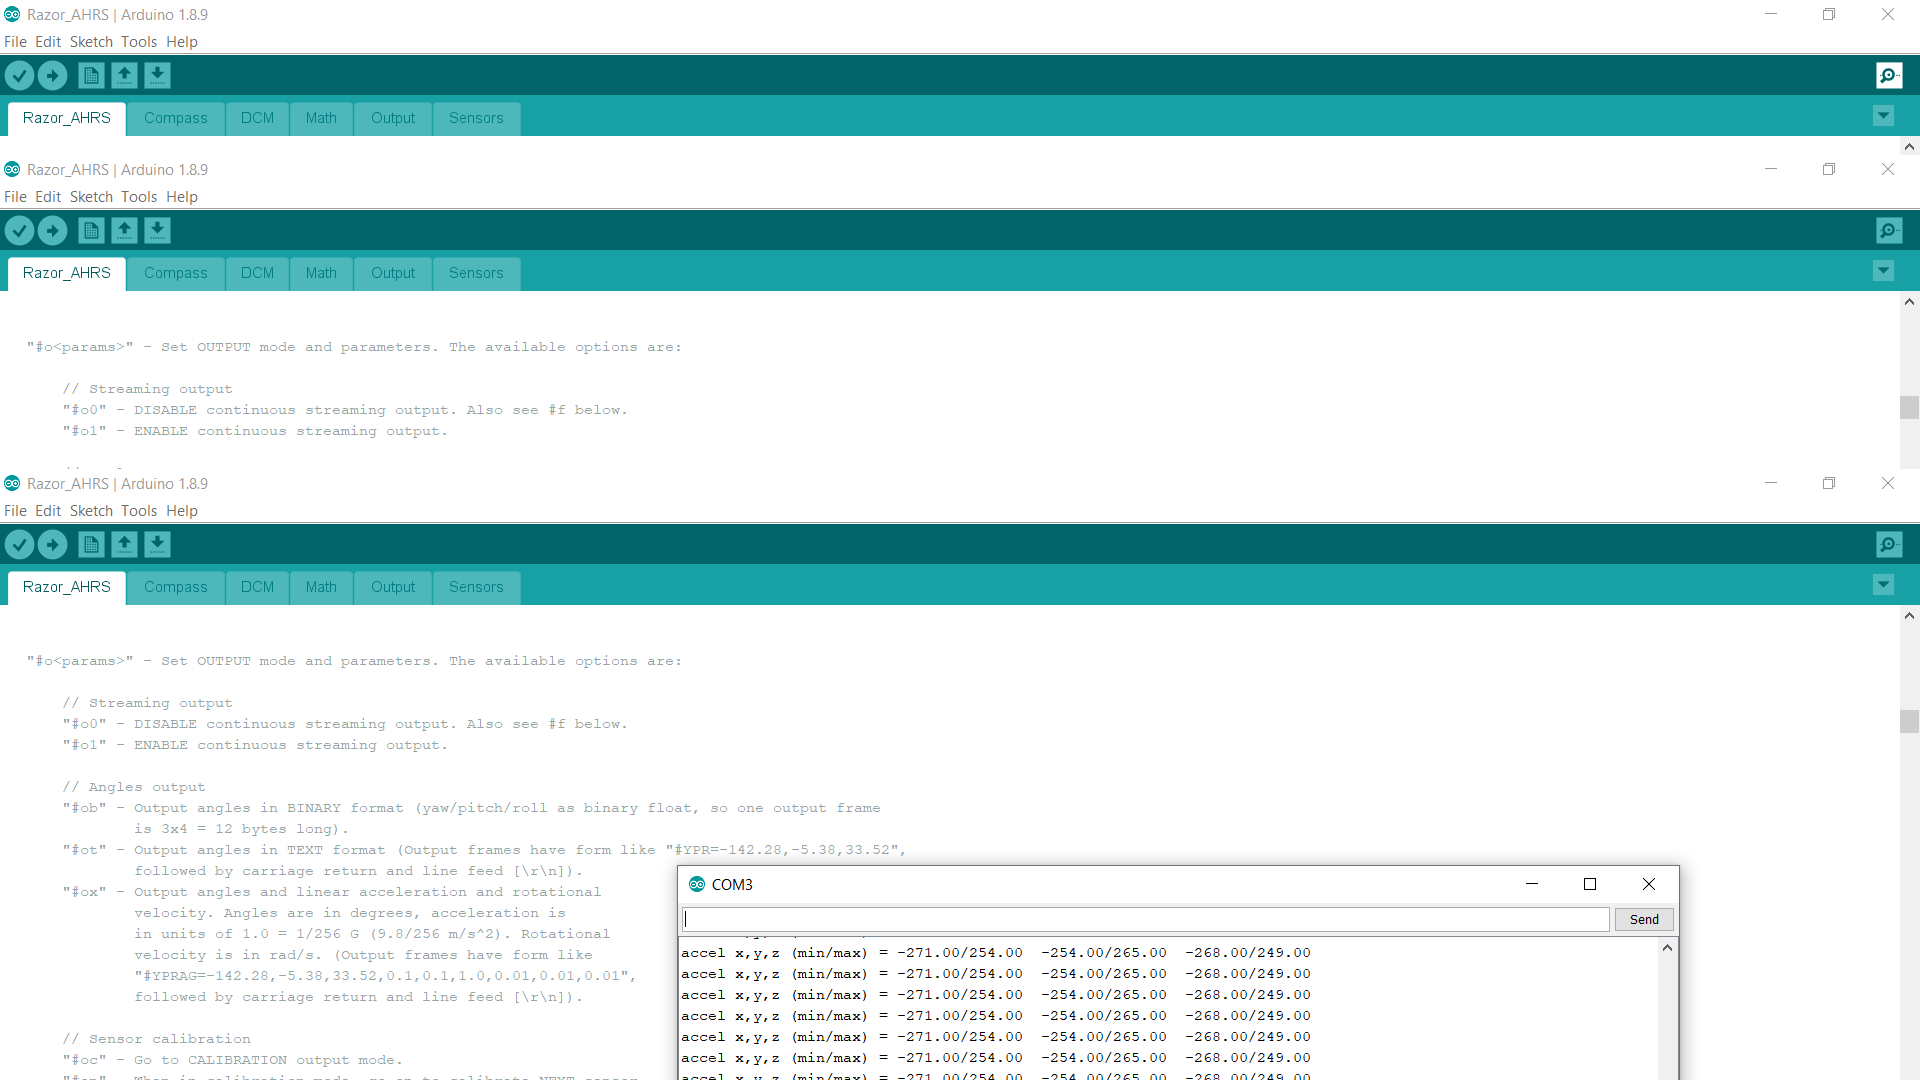 Razor_AHRS | Arduino 1.8.9
File Edit Sketch Tools Help
Razor_AHRS Compass DCM Math Output Sensors
Razor_AHRS | Arduino 1.8.9
File Edit Sketch Tools Help
Razor_AHRS Compass DCM Math Output Sensors
"#o<params>" - Set OUTPUT mode and parameters. The available options are:
// Streaming output
"#o0" - DISABLE continuous streaming output. Also see #f below.
"#o1" - ENABLE continuous streaming output.
Razor_AHRS | Arduino 1.8.9
File Edit Sketch Tools Help
Razor_AHRS Compass DCM Math Output Sensors
"#o<params>" - Set OUTPUT mode and parameters. The available options are:
// Streaming output
"#o0" - DISABLE continuous streaming output. Also see #f below.
"#o1" - ENABLE continuous streaming output.
// Angles output
"#ob" - Output angles in BINARY format (yaw/pitch/roll as binary float, so one output frame
is 3x4 = 12 bytes long).
"#ot" - Output angles in TEXT format (Output frames have form like "#YPR=-142.28,-5.38,33.52",
followed by carriage return and line feed [\r\n]).
"#ox" - Output angles and linear acceleration and rotational
velocity. Angles are in degrees, acceleration is
in units of 1.0 = 1/256 G (9.8/256 m/s^2). Rotational
velocity is in rad/s. (Output frames have form like
"#YPRAG=-142.28,-5.38,33.52,0.1,0.1,1.0,0.01,0.01,0.01",
followed by carriage return and line feed [\r\n]).
// Sensor calibration
"#oc" - Go to CALIBRATION output mode.
COM3
Send
accel x,y,z (min/max) = -271.00/254.00 -254.00/265.00 -268.00/249.00
accel x,y,z (min/max) = -271.00/254.00 -254.00/265.00 -268.00/249.00
accel x,y,z (min/max) = -271.00/254.00 -254.00/265.00 -268.00/249.00
accel x,y,z (min/max) = -271.00/254.00 -254.00/265.00 -268.00/249.00
accel x,y,z (min/max) = -271.00/254.00 -254.00/265.00 -268.00/249.00
accel x,y,z (min/max) = -271.00/254.00 -254.00/265.00 -268.00/249.00
accel x,y,z (min/max) = -271.00/254.00 -254.00/265.00 -268.00/249.00